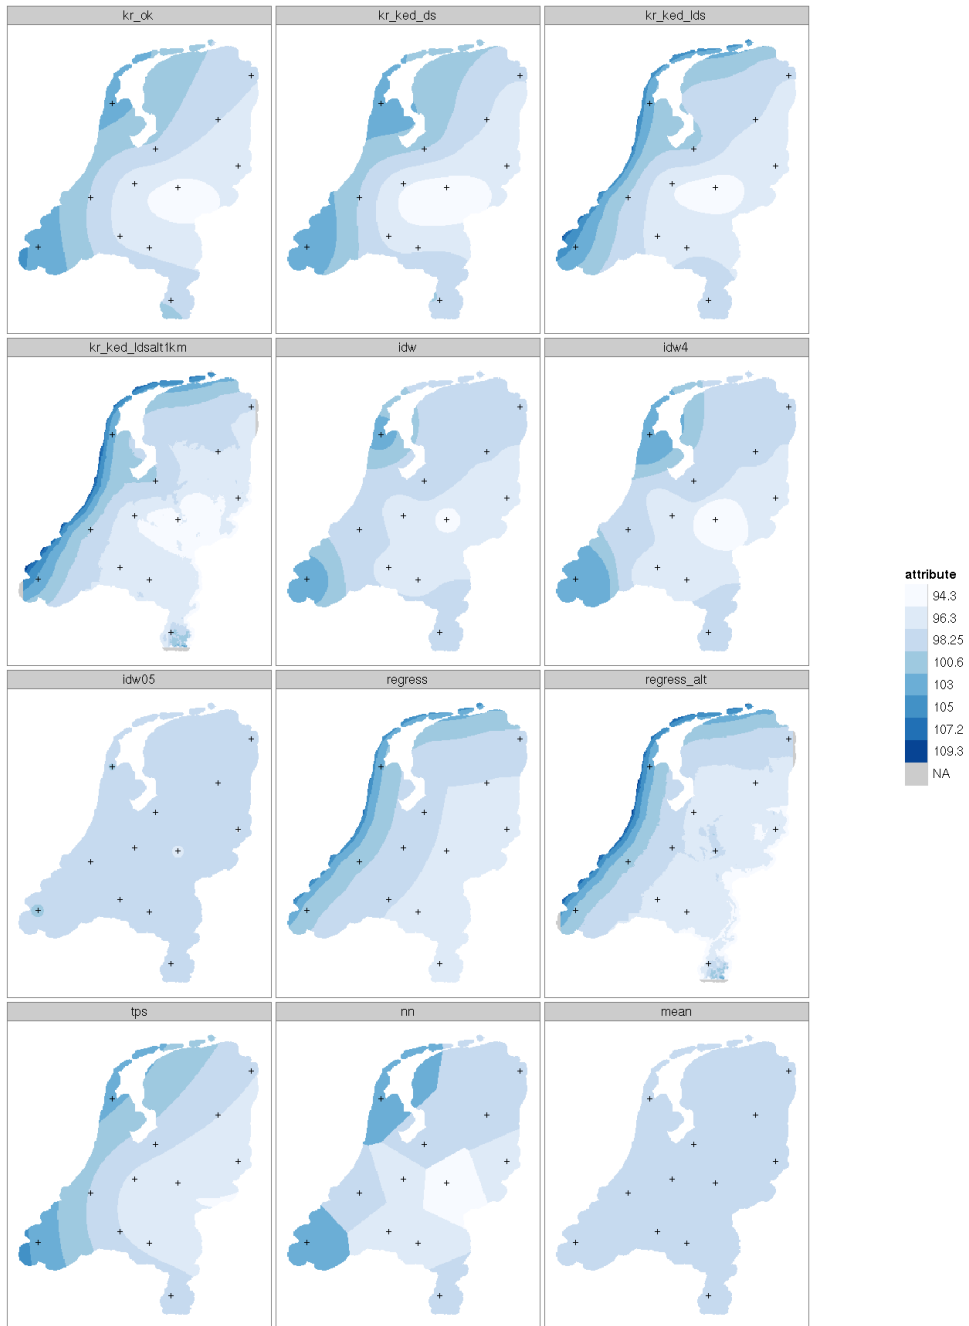 kr_ok
kr_ked_ds
kr_ked_lds
kr_ked_ldsalt1km
idw
idw4
idw05
regress
regress_alt
tps
nn
mean
attribute
94.3
96.3
98.25
100.6
103
105
107.2
109.3
NA